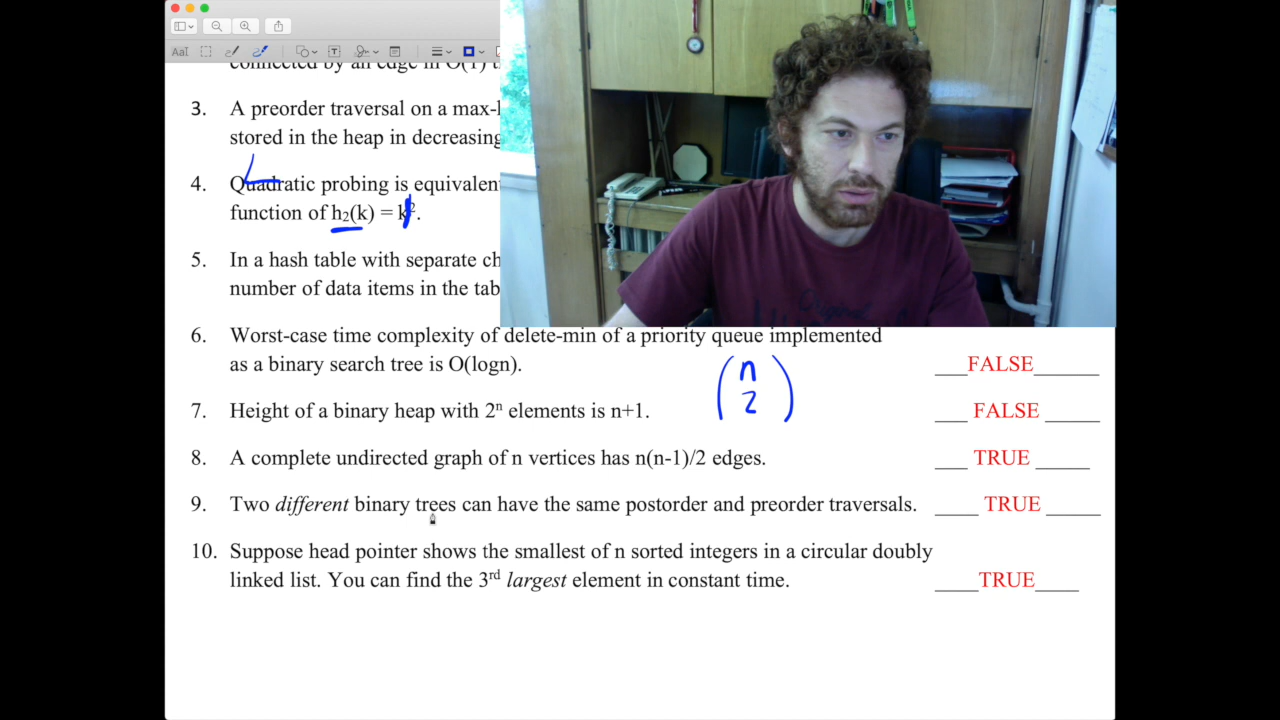 AaI
connected by an edge in O(1) t
3. A preorder traversal on a max-
stored in the heap in decreasing
4. Quadratic probing is equivalen
function of h₂(k) = k².
5. In a hash table with separate ch
number of data items in the tab
6. Worst-case time complexity of delete-min of a priority queue implemented
as a binary search tree is O(logn). ___FALSE______
(n
2)
7. Height of a binary heap with 2ⁿ elements is n+1. ___ FALSE _____
8. A complete undirected graph of n vertices has n(n-1)/2 edges. ___ TRUE _____
9. Two different binary trees can have the same postorder and preorder traversals. ____ TRUE _____
10. Suppose head pointer shows the smallest of n sorted integers in a circular doubly
linked list. You can find the 3ʳᵈ largest element in constant time. ____TRUE____